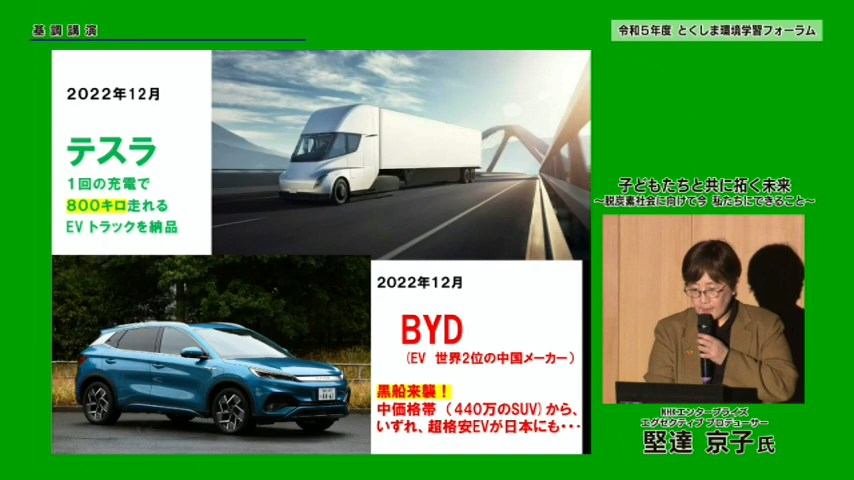 基調講演
令和5年度 とくしま環境学習フォーラム
2022年12月
テスラ
1回の充電で
800キロ走れる
EVトラックを納品
2022年12月
BYD
(EV 世界2位の中国メーカー)
黒船来襲!
中価格帯 (440万のSUV)から、
いずれ、超格安EVが日本にも・・・
子どもたちと共に拓く未来
~脱炭素社会に向けて今 私たちにできること~
NHKエンタープライズ
エグゼクティブ プロデューサー
堅達 京子氏